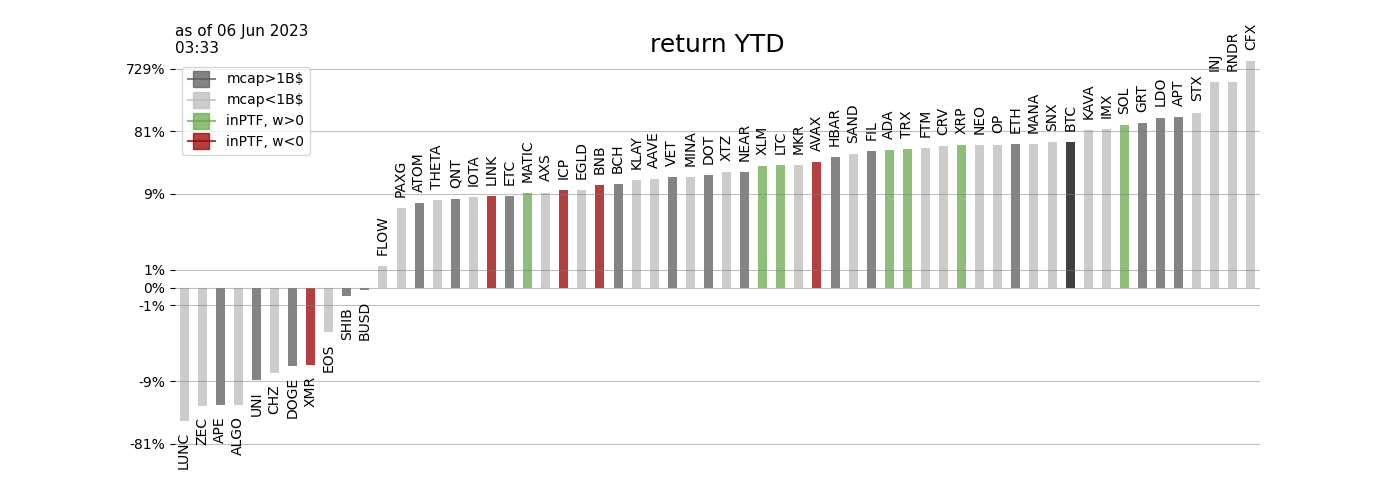 as of 06 Jun 2023
03:33
return YTD
mcap>1B$
mcap<1B$
inPTF, w>0
inPTF, w<0
729%
81%
9%
1%
0%
-1%
-9%
-81%
LUNC
ZEC
APE
ALGO
UNI
CHZ
DOGE
XMR
EOS
SHIB
BUSD
FLOW
PAXG
ATOM
THETA
QNT
IOTA
LINK
ETC
MATIC
AXS
ICP
EGLD
BNB
BCH
KLAY
AAVE
VET
MINA
DOT
XTZ
NEAR
XLM
LTC
MKR
AVAX
HBAR
SAND
FIL
ADA
TRX
FTM
CRV
XRP
NEO
OP
ETH
MANA
SNX
BTC
KAVA
IMX
SOL
GRT
LDO
APT
STX
INJ
RNDR
CFX